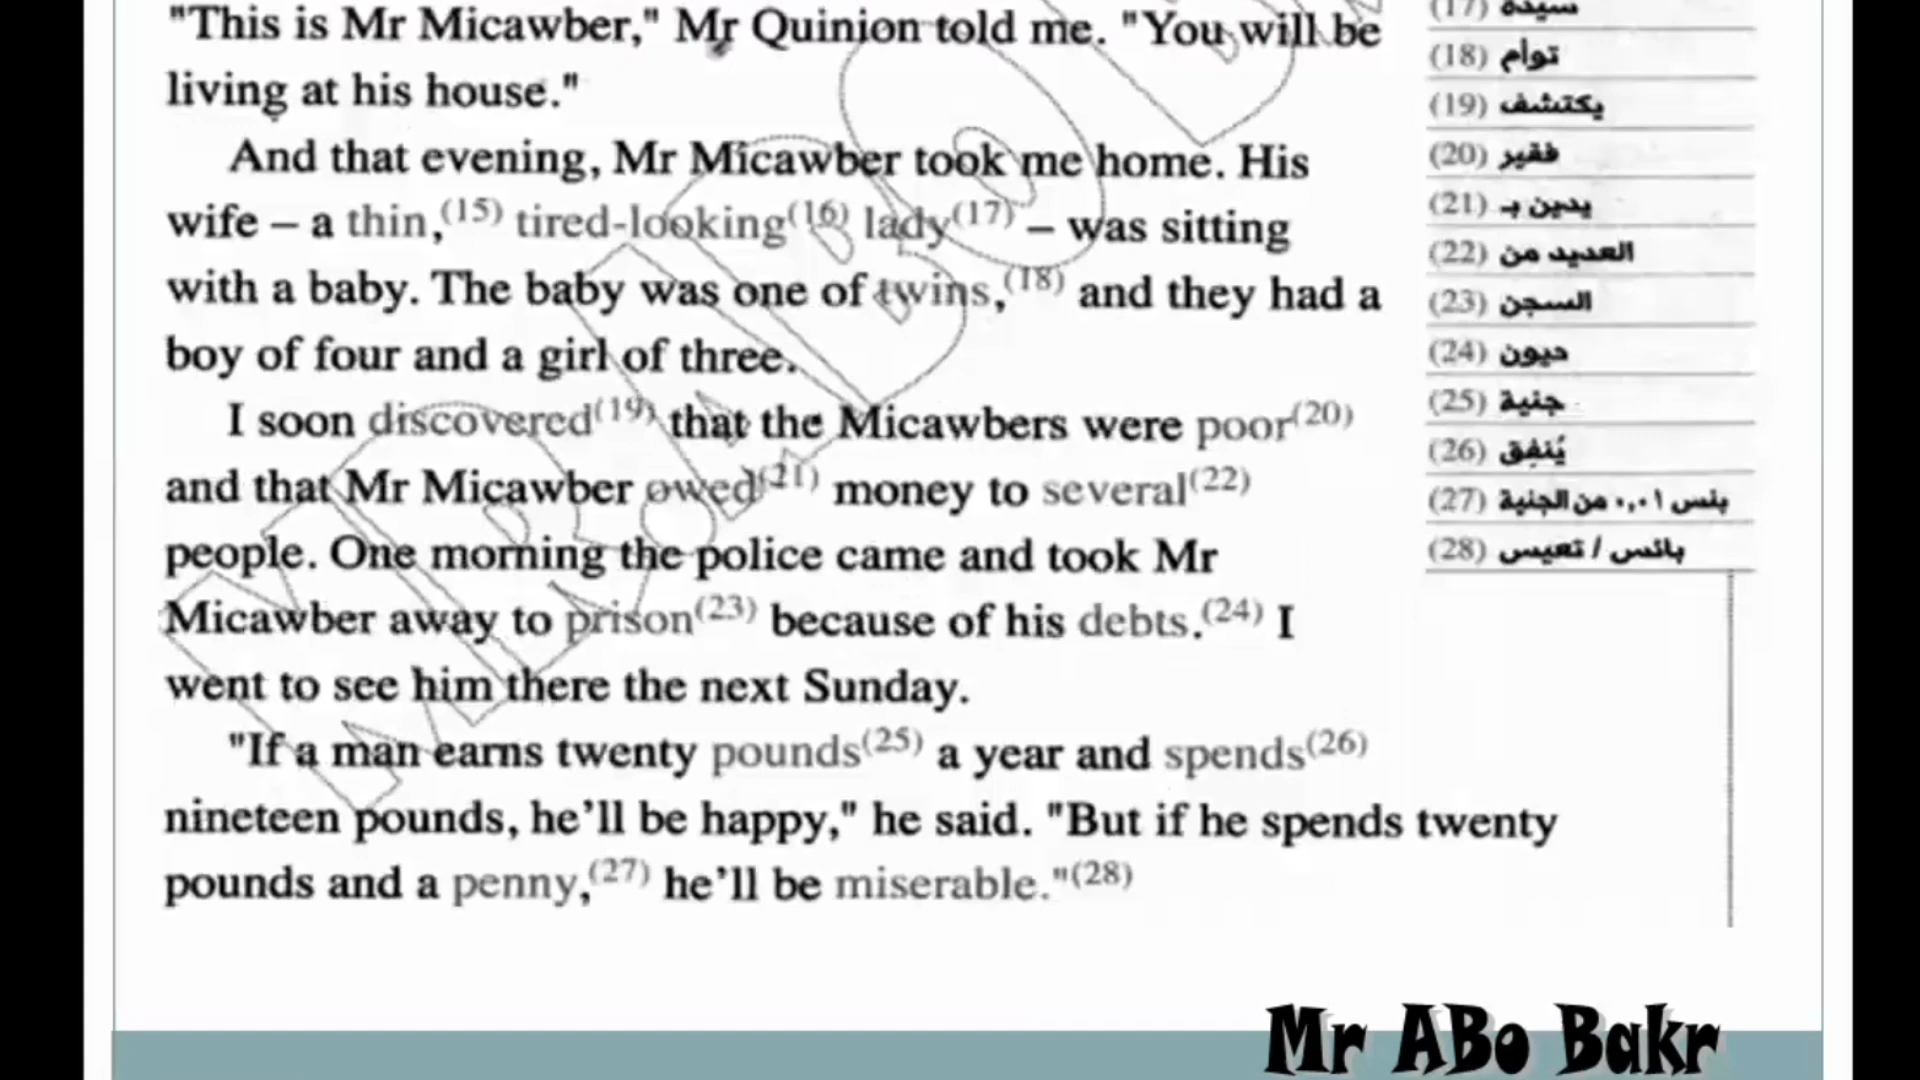 "This is Mr Micawber," Mr Quinion told me. "You will be
living at his house."
And that evening, Mr Micawber took me home. His
wife – a thin,(15) tired-looking(16) lady(17) – was sitting
with a baby. The baby was one of twins,(18) and they had a
boy of four and a girl of three.
I soon discovered(19) that the Micawbers were poor(20)
and that Mr Micawber owed(21) money to several(22)
people. One morning the police came and took Mr
Micawber away to prison(23) because of his debts.(24) I
went to see him there the next Sunday.
"If a man earns twenty pounds(25) a year and spends(26)
nineteen pounds, he'll be happy," he said. "But if he spends twenty
pounds and a penny,(27) he'll be miserable."(28)
(17) سيدة
(18) توأم
(19) يكتشف
(20) فقير
(21) يدين بـ
(22) العديد من
(23) السجن
(24) ديون
(25) جنية
(26) يُنفِق
(27) بنس ٠,٠١ من الجنية
(28) بائس / تعيس
Mr ABo Bakr